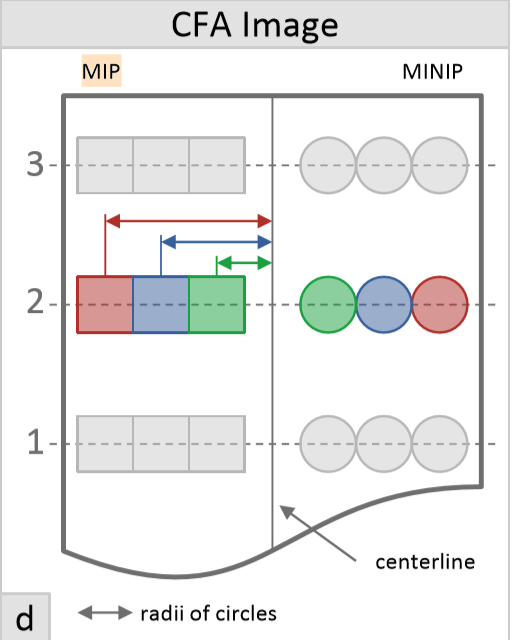 CFA Image
MIP
MINIP
3
2
1
centerline
d
radii of circles